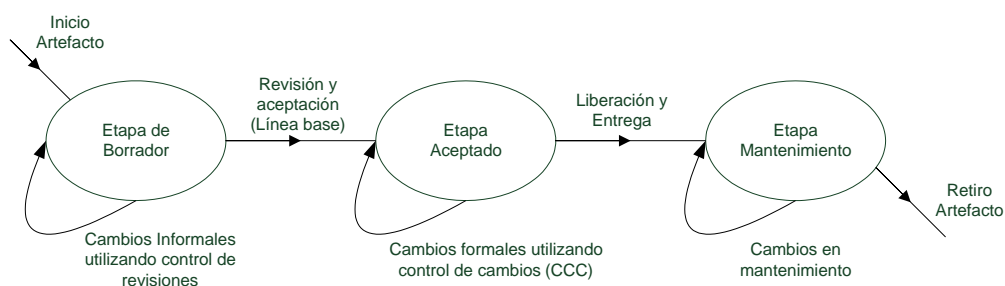 Inicio
Artefacto
Etapa de
Borrador
Cambios Informales
utilizando control de
revisiones
Revisión y
aceptación
(Línea base)
Etapa
Aceptado
Cambios formales utilizando
control de cambios (CCC)
Liberación y
Entrega
Etapa
Mantenimiento
Cambios en
mantenimiento
Retiro
Artefacto